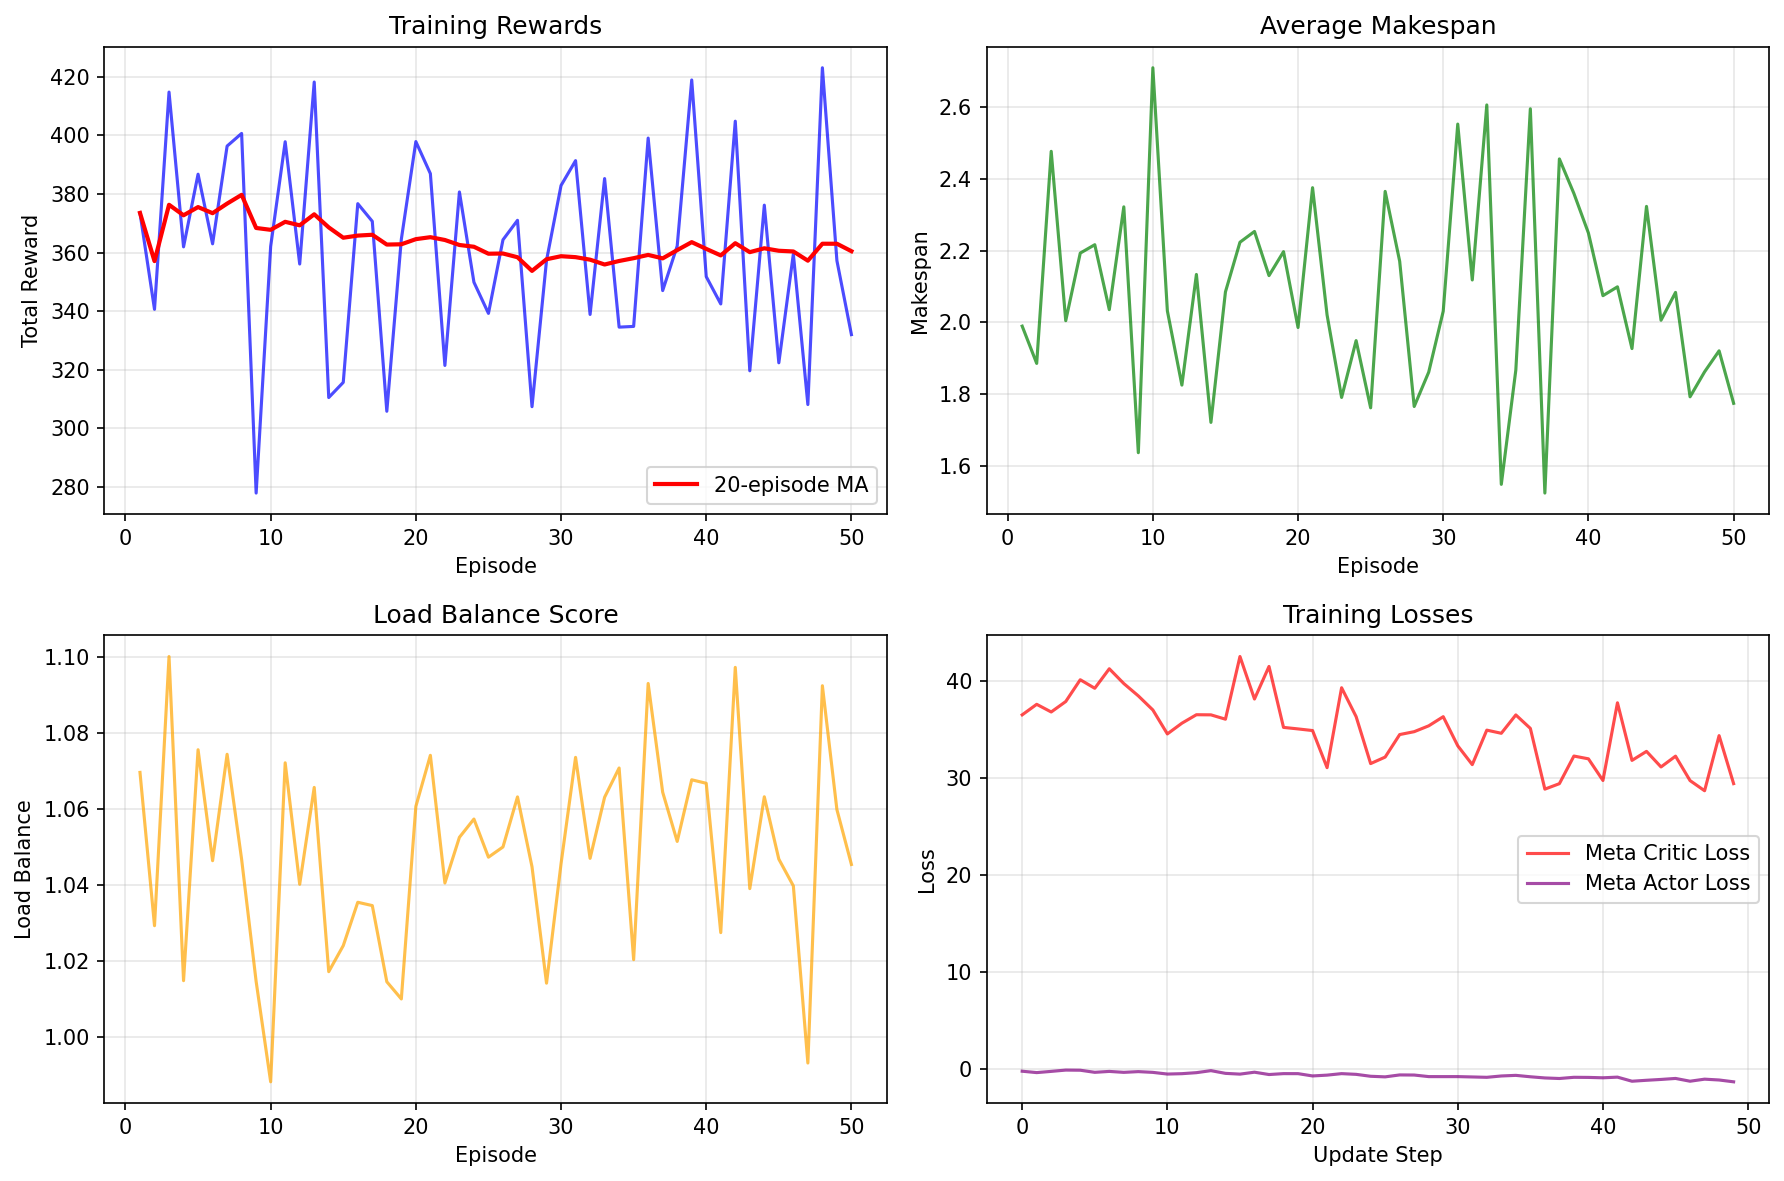 Training Rewards
Total Reward
420
400
380
360
340
320
300
280
0 10 20 30 40 50
Episode
20-episode MA
Average Makespan
Makespan
2.6
2.4
2.2
2.0
1.8
1.6
0 10 20 30 40 50
Episode
Load Balance Score
Load Balance
1.10
1.08
1.06
1.04
1.02
1.00
0 10 20 30 40 50
Episode
Training Losses
Loss
40
30
20
10
0
0 10 20 30 40 50
Update Step
Meta Critic Loss
Meta Actor Loss